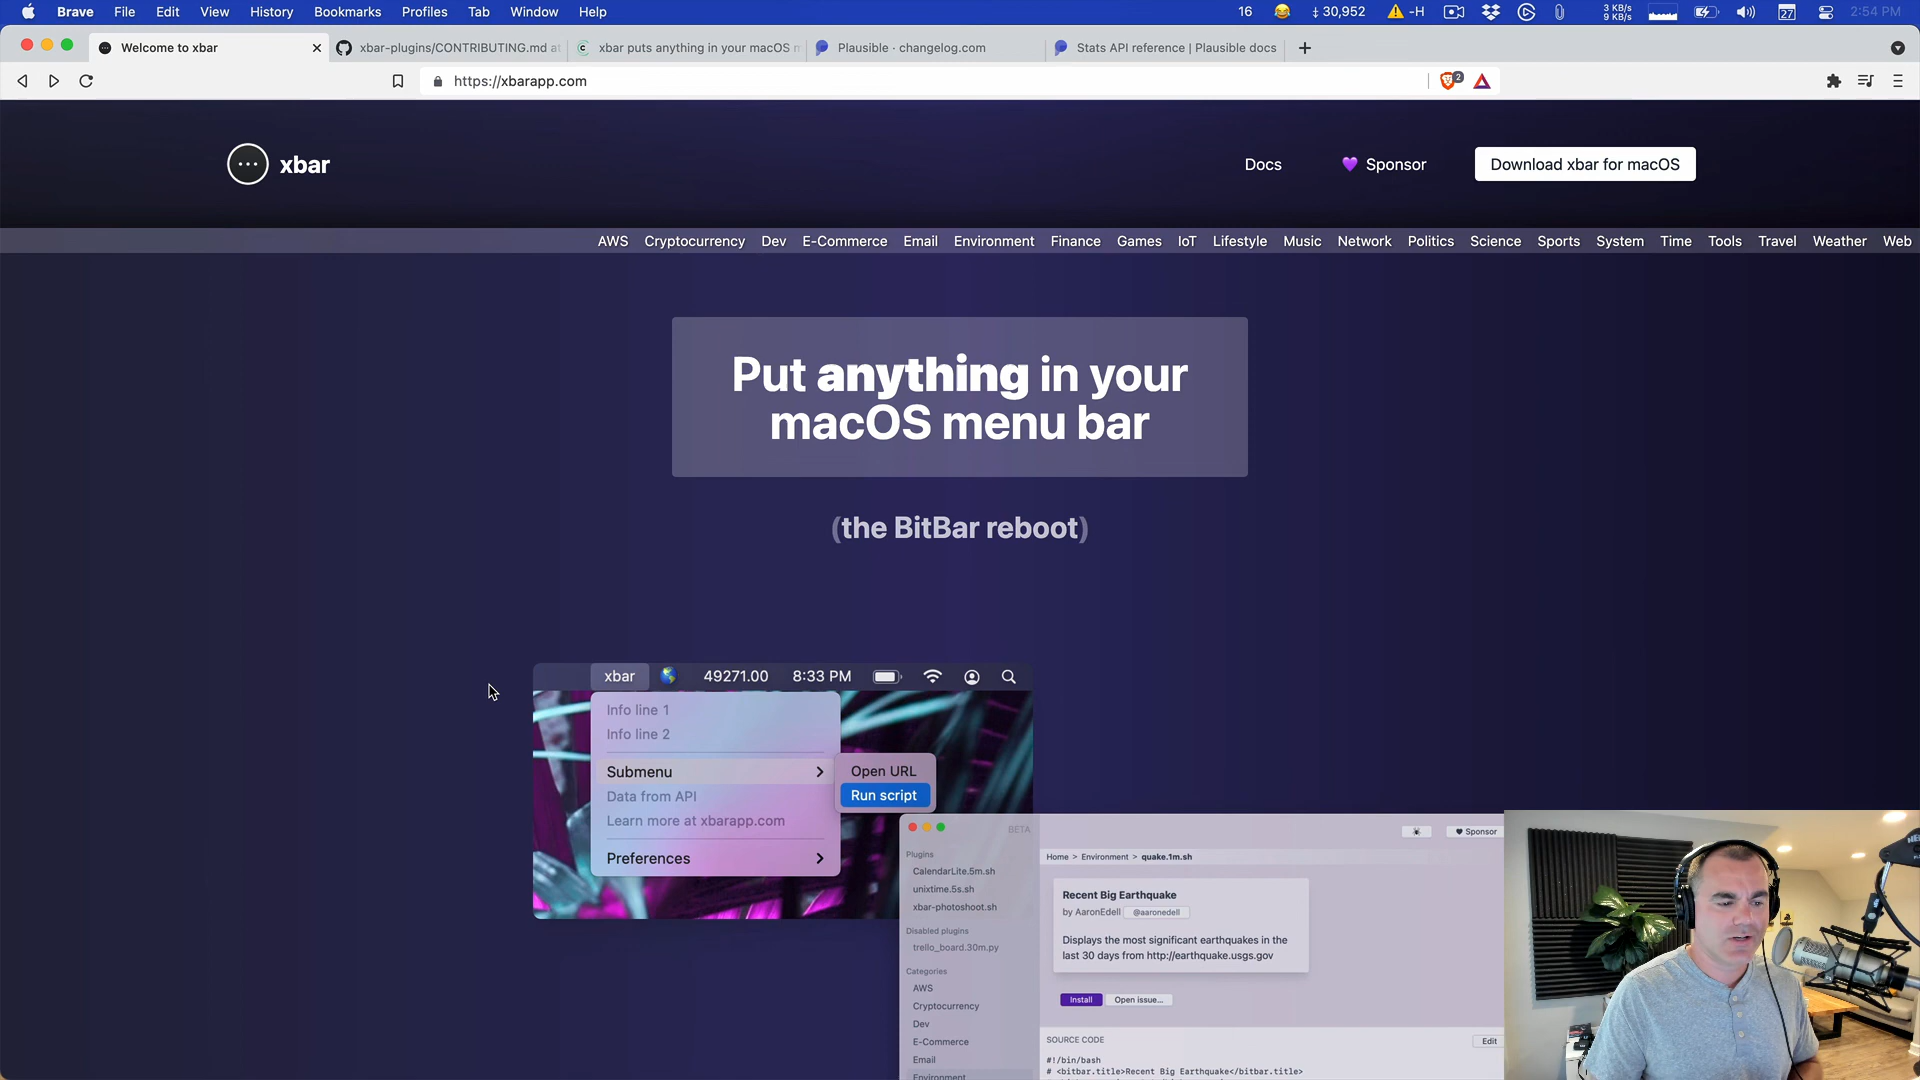 Brave File Edit View History Bookmarks Profiles Tab Window Help 16 30,952 -H 3 KB/s 9 KB/s 27 2:54 PM
Welcome to xbar xbar-plugins/CONTRIBUTING.md at xbar puts anything in your macOS m Plausible · changelog.com Stats API reference | Plausible docs
https://xbarapp.com 2
xbar Docs Sponsor Download xbar for macOS
AWS Cryptocurrency Dev E-Commerce Email Environment Finance Games IoT Lifestyle Music Network Politics Science Sports System Time Tools Travel Weather Web
Put anything in your
macOS menu bar
(the BitBar reboot)
xbar 49271.00 8:33 PM
Info line 1
Info line 2
Submenu
Open URL
Run script
Data from API
Learn more at xbarapp.com
Preferences
BETA
Sponsor
Plugins
CalendarLite.5m.sh
unixtime.5s.sh
xbar-photoshoot.sh
Disabled plugins
trello_board.30m.py
Categories
AWS
Cryptocurrency
Dev
E-Commerce
Email
Environment
Home > Environment > quake.1m.sh
Recent Big Earthquake
by AaronEdell @aaronedell
Displays the most significant earthquakes in the
last 30 days from http://earthquake.usgs.gov
Install Open issue...
SOURCE CODE Edit
#!/bin/bash
# <bitbar.title>Recent Big Earthquake</bitbar.title>